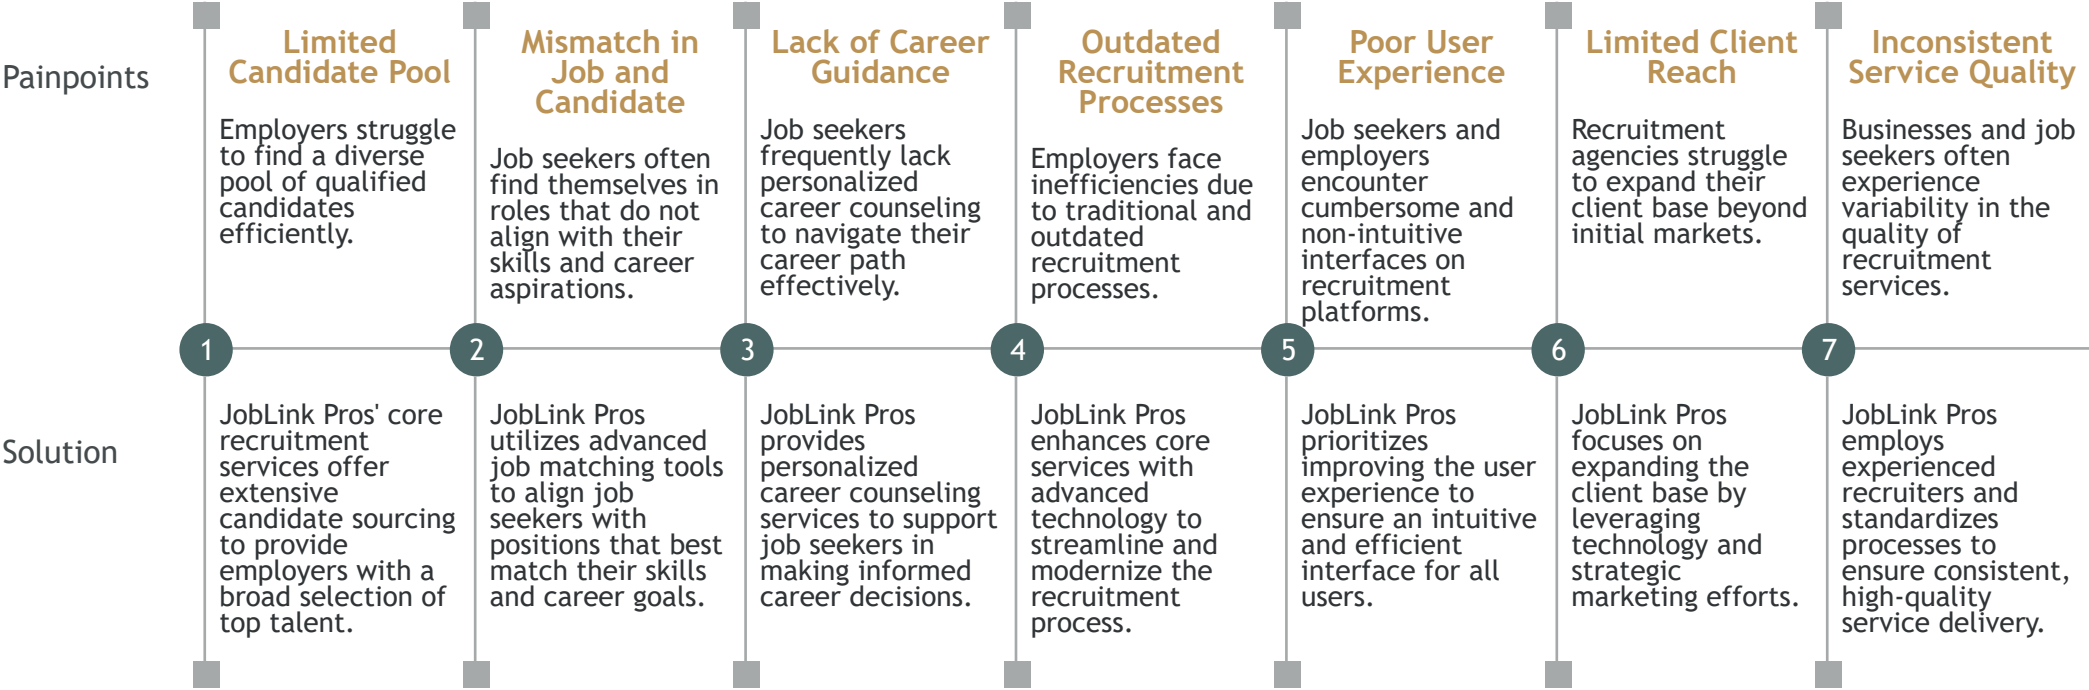 Painpoints
Limited
Candidate Pool
Employers struggle
to find a diverse
pool of qualified
candidates
efficiently.
Mismatch in
Job and
Candidate
Job seekers often
find themselves in
roles that do not
align with their
skills and career
aspirations.
Lack of Career
Guidance
Job seekers
frequently lack
personalized
career counseling
to navigate their
career path
effectively.
Outdated
Recruitment
Processes
Employers face
inefficiencies due
to traditional and
outdated
recruitment
processes.
Poor User
Experience
Job seekers and
employers
encounter
cumbersome and
non-intuitive
interfaces on
recruitment
platforms.
Limited Client
Reach
Recruitment
agencies struggle
to expand their
client base beyond
initial markets.
Inconsistent
Service Quality
Businesses and job
seekers often
experience
variability in the
quality of
recruitment
services.
1
2
3
4
5
6
7
Solution
JobLink Pros' core
recruitment
services offer
extensive
candidate sourcing
to provide
employers with a
broad selection of
top talent.
JobLink Pros
utilizes advanced
job matching tools
to align job
seekers with
positions that best
match their skills
and career goals.
JobLink Pros
provides
personalized
career counseling
services to support
job seekers in
making informed
career decisions.
JobLink Pros
enhances core
services with
advanced
technology to
streamline and
modernize the
recruitment
process.
JobLink Pros
prioritizes
improving the user
experience to
ensure an intuitive
and efficient
interface for all
users.
JobLink Pros
focuses on
expanding the
client base by
leveraging
technology and
strategic
marketing efforts.
JobLink Pros
employs
experienced
recruiters and
standardizes
processes to
ensure consistent,
high-quality
service delivery.